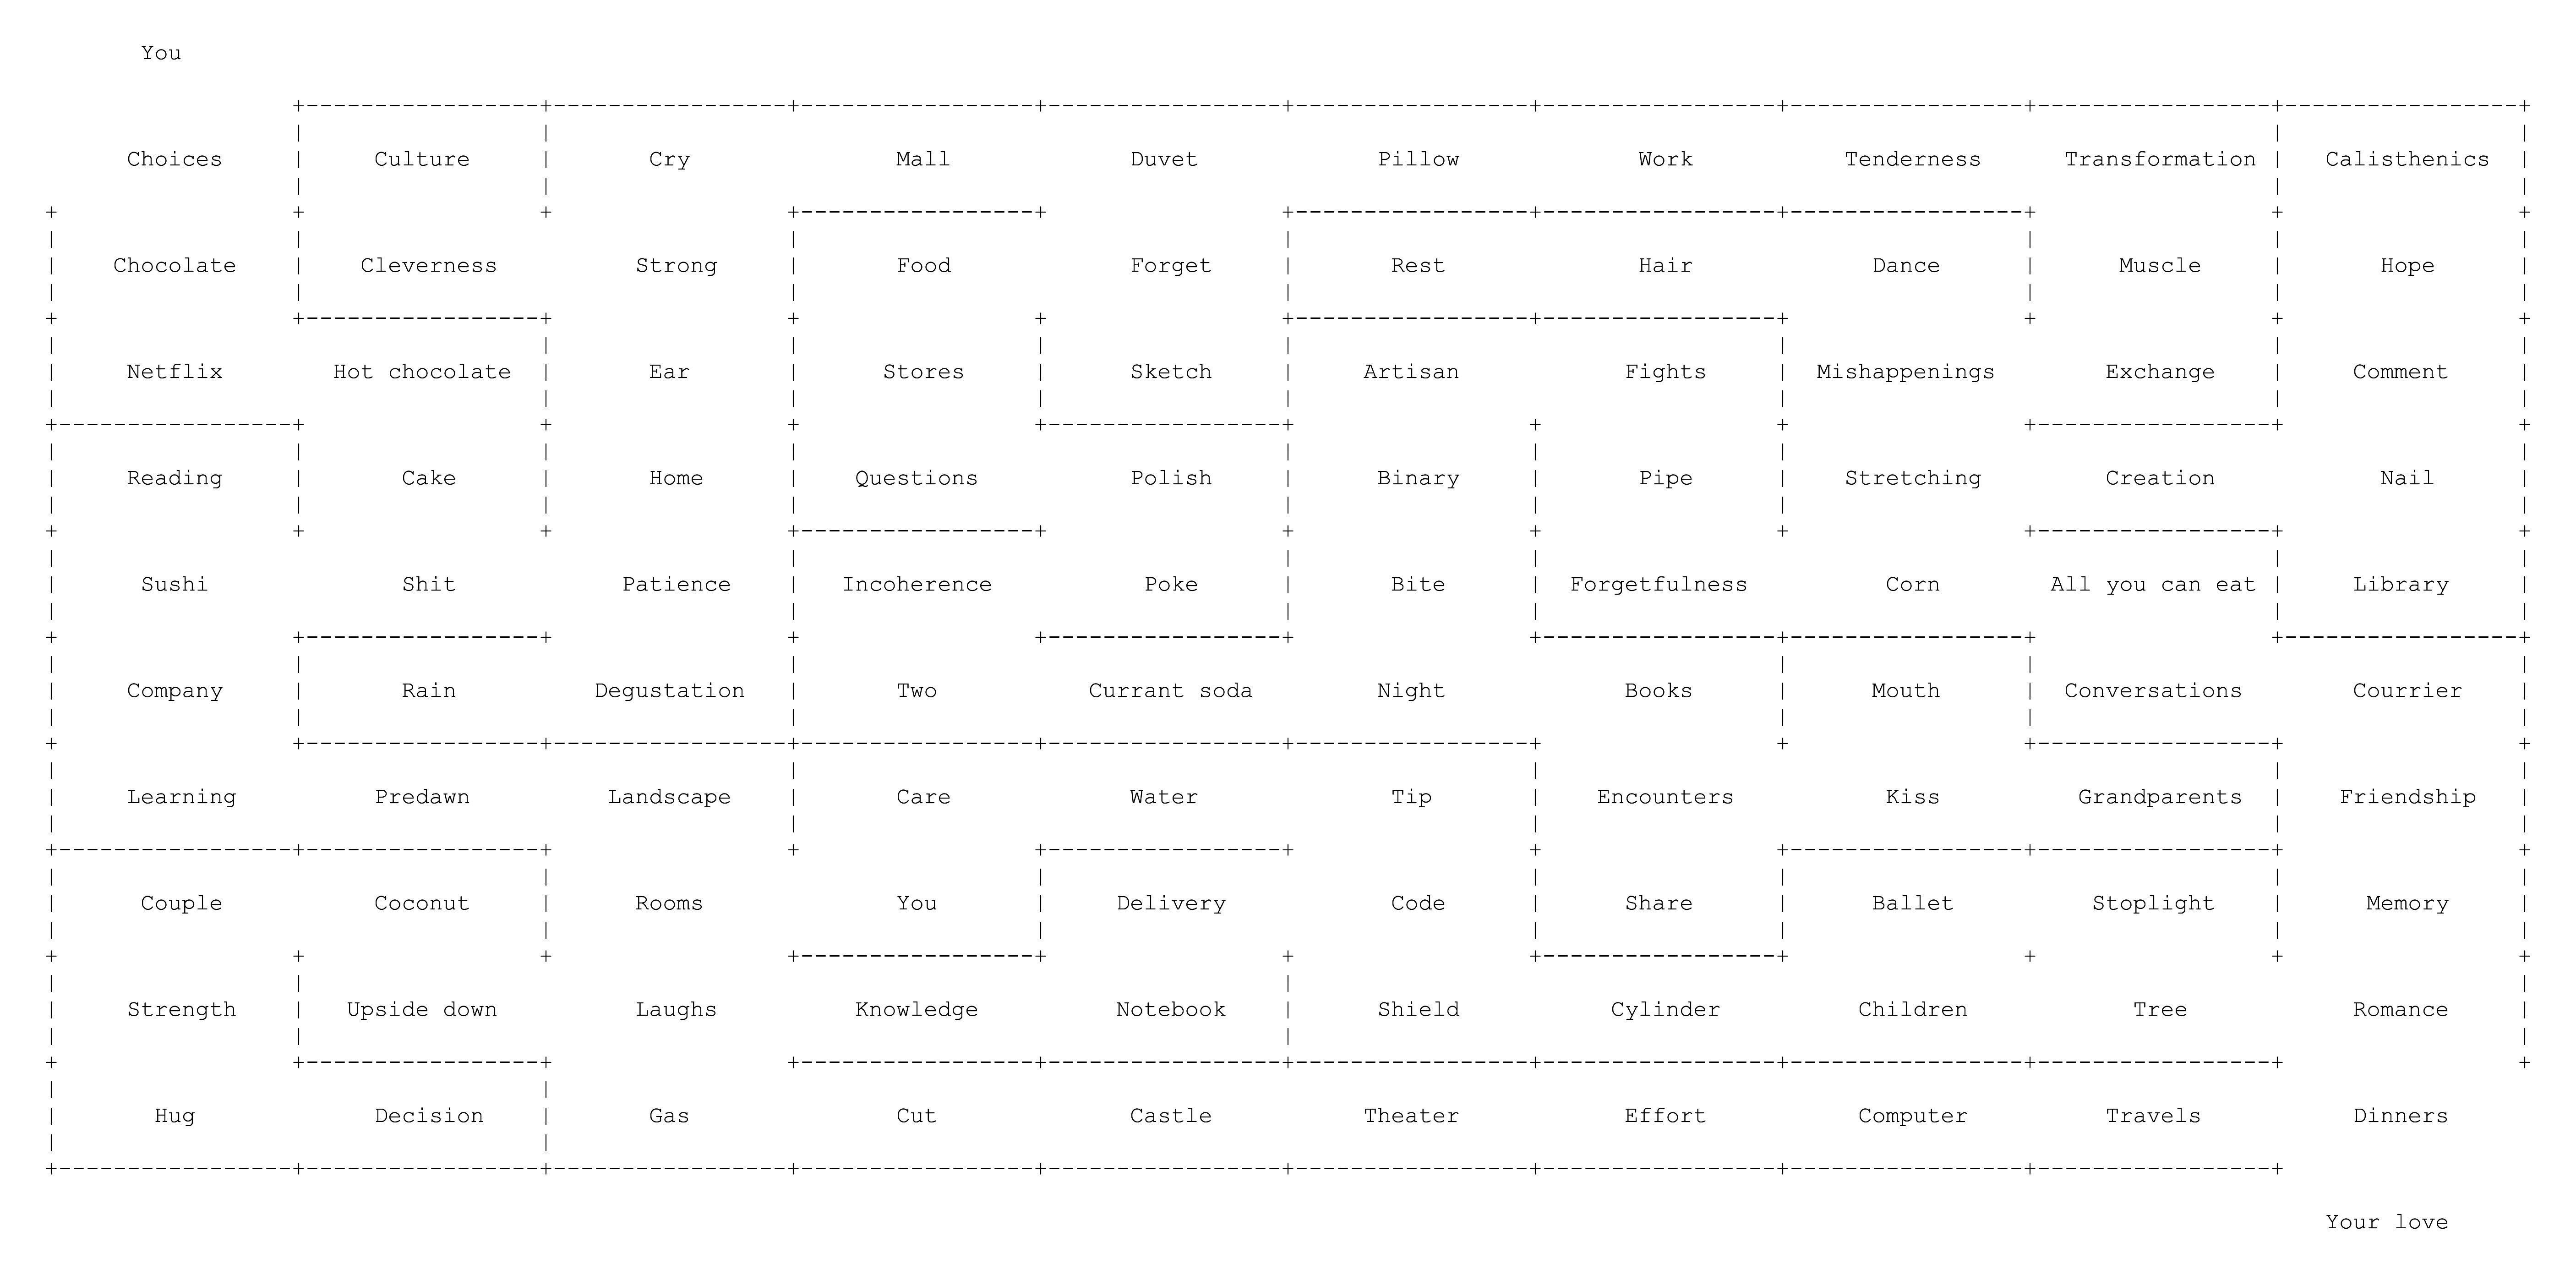 You
Choices Culture Cry Mall Duvet Pillow Work Tenderness Transformation Calisthenics
Chocolate Cleverness Strong Food Forget Rest Hair Dance Muscle Hope
Netflix Hot chocolate Ear Stores Sketch Artisan Fights Mishappenings Exchange Comment
Reading Cake Home Questions Polish Binary Pipe Stretching Creation Nail
Sushi Shit Patience Incoherence Poke Bite Forgetfulness Corn All you can eat Library
Company Rain Degustation Two Currant soda Night Books Mouth Conversations Courrier
Learning Predawn Landscape Care Water Tip Encounters Kiss Grandparents Friendship
Couple Coconut Rooms You Delivery Code Share Ballet Stoplight Memory
Strength Upside down Laughs Knowledge Notebook Shield Cylinder Children Tree Romance
Hug Decision Gas Cut Castle Theater Effort Computer Travels Dinners
Your love